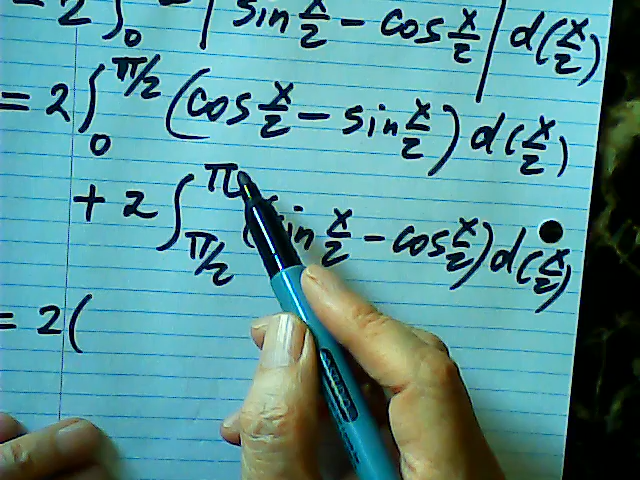 = 2 ∫₀ |sin x/2 − cos x/2| d(x/2)
= 2 ∫₀^{π/2} (cos x/2 − sin x/2) d(x/2)
+ 2 ∫_{π/2}^{π} (sin x/2 − cos x/2) d(x/2)
= 2(